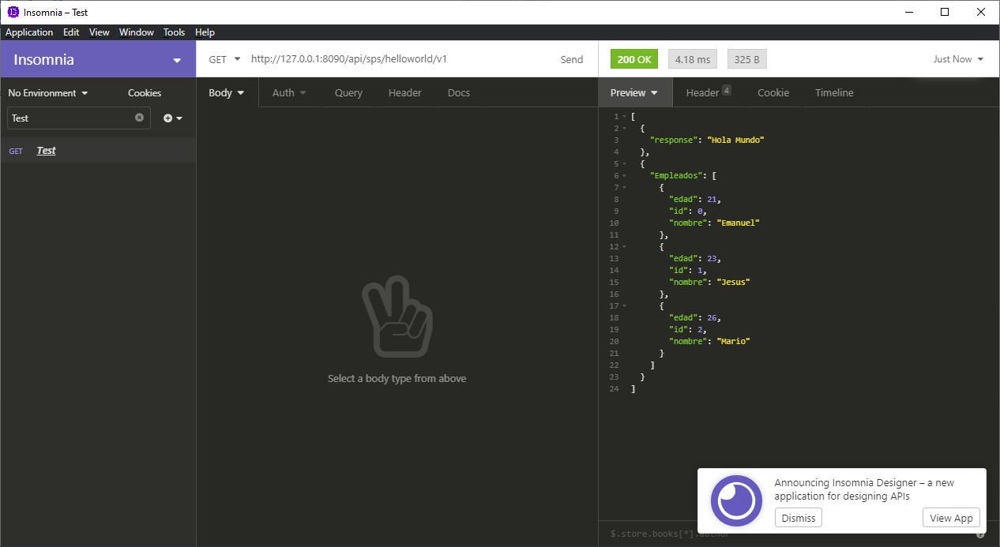 Insomnia – Test
Application Edit View Window Tools Help
Insomnia
GET http://127.0.0.1:8090/api/sps/helloworld/v1 Send
200 OK 4.18 ms 325 B Just Now
No Environment Cookies
Body Auth Query Header Docs
Preview Header 4 Cookie Timeline
Test
GET Test
Select a body type from above
1 [
2 {
3 "response": "Hola Mundo"
4 },
5 {
6 "Empleados": [
7 {
8 "edad": 21,
9 "id": 0,
10 "nombre": "Emanuel"
11 },
12 {
13 "edad": 23,
14 "id": 1,
15 "nombre": "Jesus"
16 },
17 {
18 "edad": 26,
19 "id": 2,
20 "nombre": "Mario"
21 }
22 ]
23 }
24 ]
Announcing Insomnia Designer – a new
application for designing APIs
Dismiss View App
$.store.books[*].author